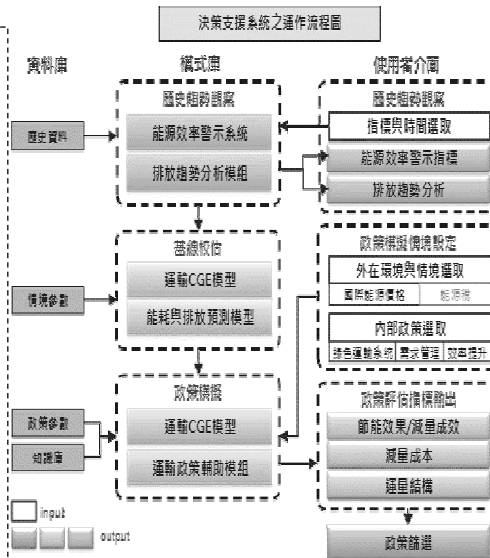 決策支援系統之運作流程圖
資料庫
模式庫
使用者介面
歷史趨勢觀察
歷史趨勢觀察
歷史資料
能源效率警示系統
排放趨勢分析模組
指標與時間選取
能源效率警示指標
排放趨勢分析
基線校估
運輸CGE模型
能耗與排放預測模型
情境參數
政策模擬情境設定
外在環境與情境選取
國際能源價格
能源稅
內部政策選取
綠色運輸系統
需求管理
效率提升
政策模擬
運輸CGE模型
運輸政策輔助模組
政策參數
知識庫
政策評估指標輸出
節能效果/減量成效
減量成本
運量結構
政策篩選
input
output